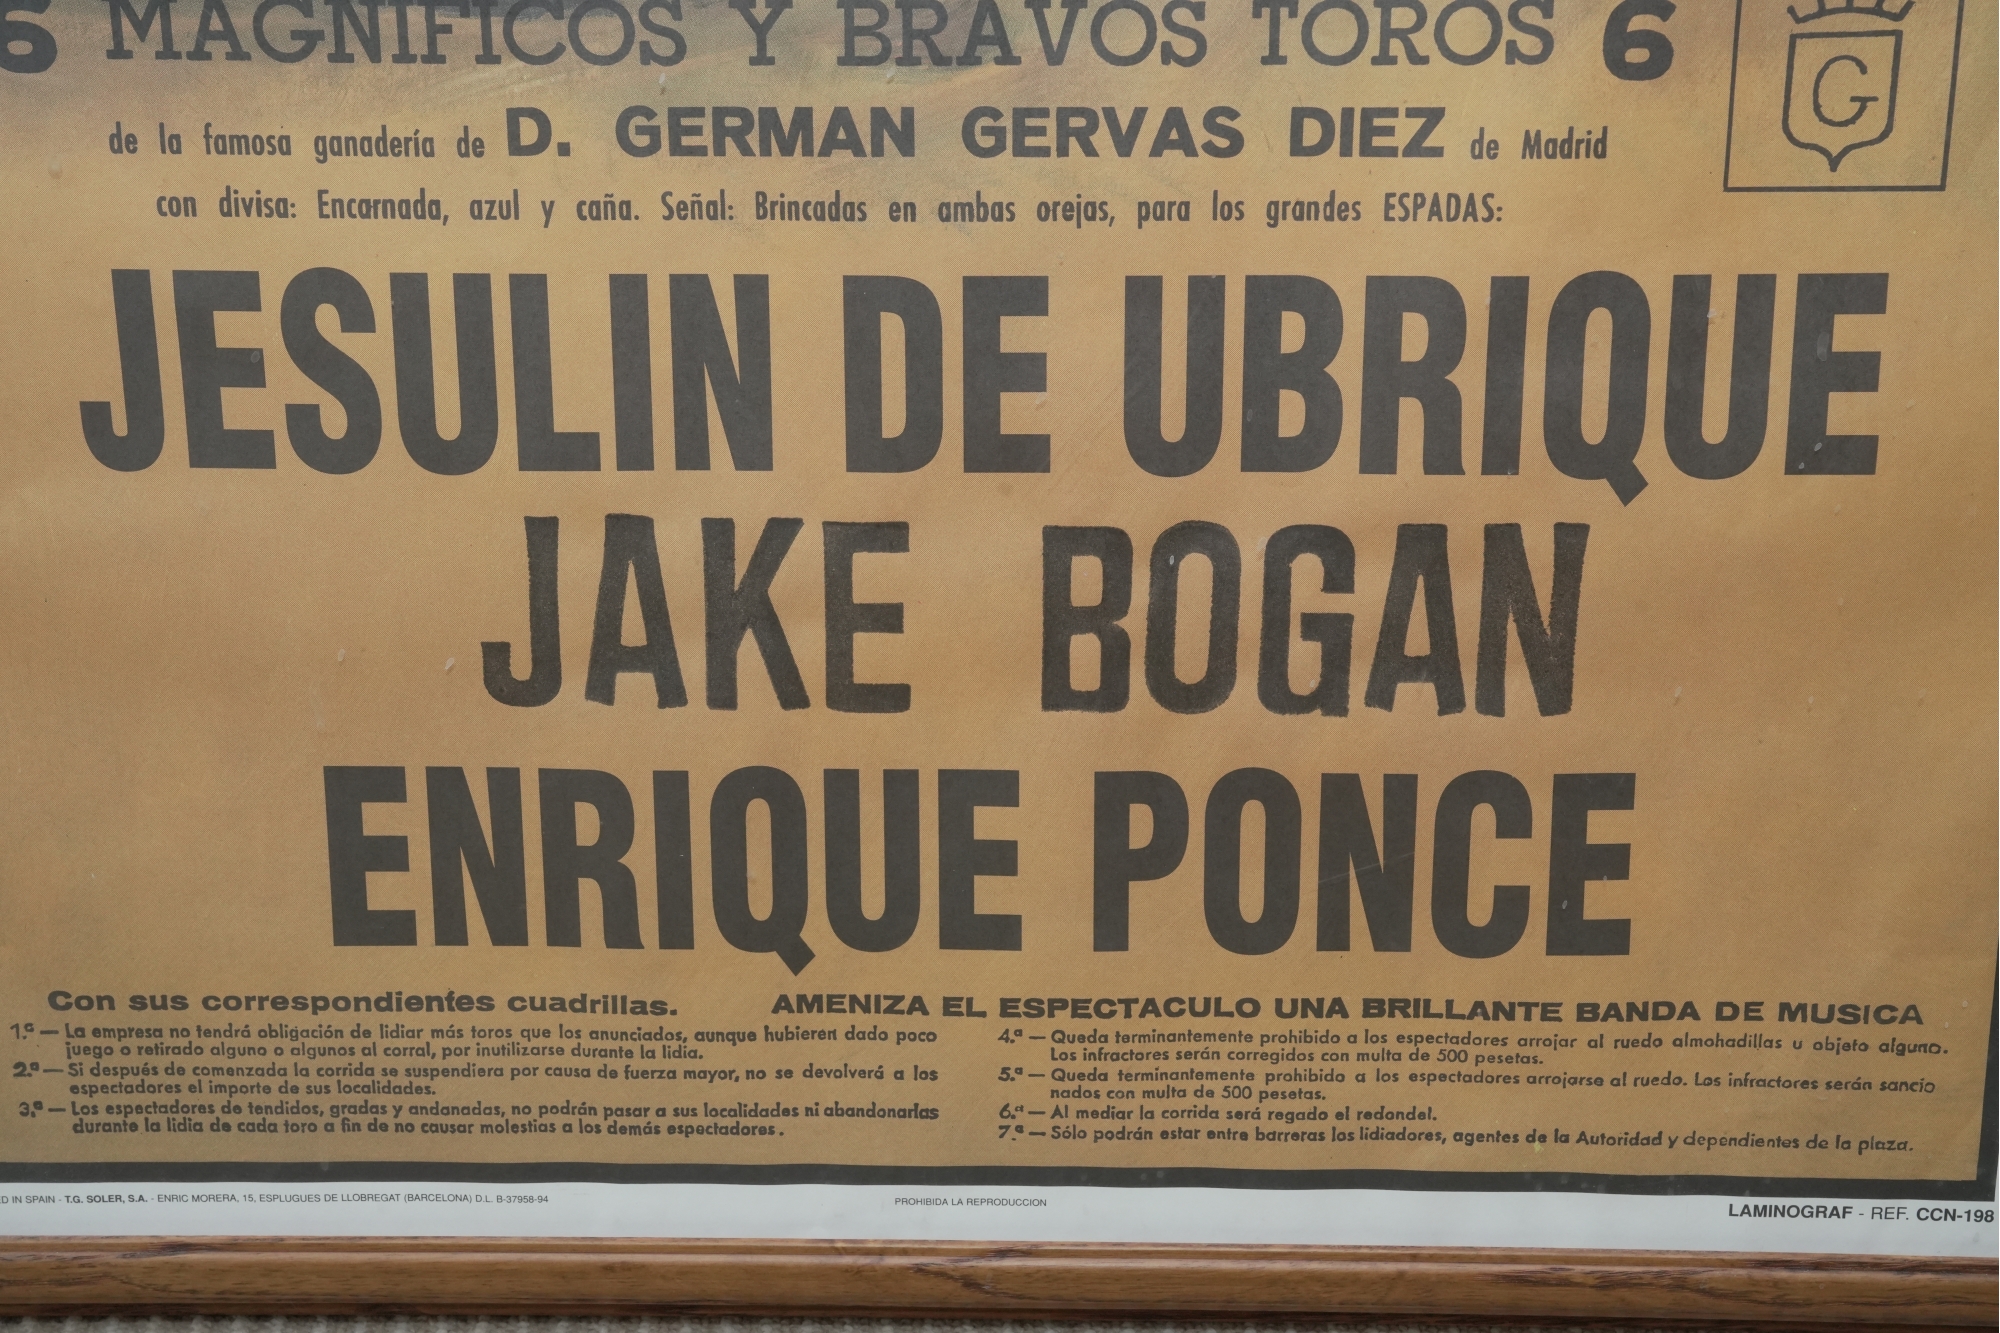 6 MAGNIFICOS Y BRAVOS TOROS 6
G
de la famosa ganadería de D. GERMAN GERVAS DIEZ de Madrid
con divisa: Encarnada, azul y caña. Señal: Brincadas en ambas orejas, para los grandes ESPADAS:
JESULIN DE UBRIQUE
JAKE BOGAN
ENRIQUE PONCE
Con sus correspondientes cuadrillas. AMENIZA EL ESPECTACULO UNA BRILLANTE BANDA DE MUSICA
1.ª — La empresa no tendrá obligación de lidiar más toros que los anunciados, aunque hubieren dado poco
juego o retirado alguno o algunos al corral, por inutilizarse durante la lidia.
2.ª — Si después de comenzada la corrida se suspendiera por causa de fuerza mayor, no se devolverá a los
espectadores el importe de sus localidades.
3.ª — Los espectadores de tendidos, gradas y andanadas, no podrán pasar a sus localidades ni abandonarlas
durante la lidia de cada toro a fin de no causar molestias a los demás espectadores.
4.ª — Queda terminantemente prohibido a los espectadores arrojar al ruedo almohadillas u objeto alguno.
Los infractores serán corregidos con multa de 500 pesetas.
5.ª — Queda terminantemente prohibido a los espectadores arrojarse al ruedo. Los infractores serán sancio
nados con multa de 500 pesetas.
6.ª — Al mediar la corrida será regado el redondel.
7.ª — Sólo podrán estar entre barreras los lidiadores, agentes de la Autoridad y dependientes de la plaza.
D IN SPAIN - T.G. SOLER, S.A. - ENRIC MORERA, 15, ESPLUGUES DE LLOBREGAT (BARCELONA) D.L. B-37958-94
PROHIBIDA LA REPRODUCCION
LAMINOGRAF - REF. CCN-198